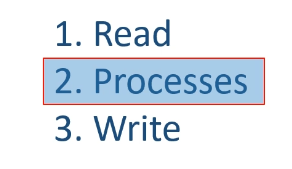 1. Read
2. Processes
3. Write